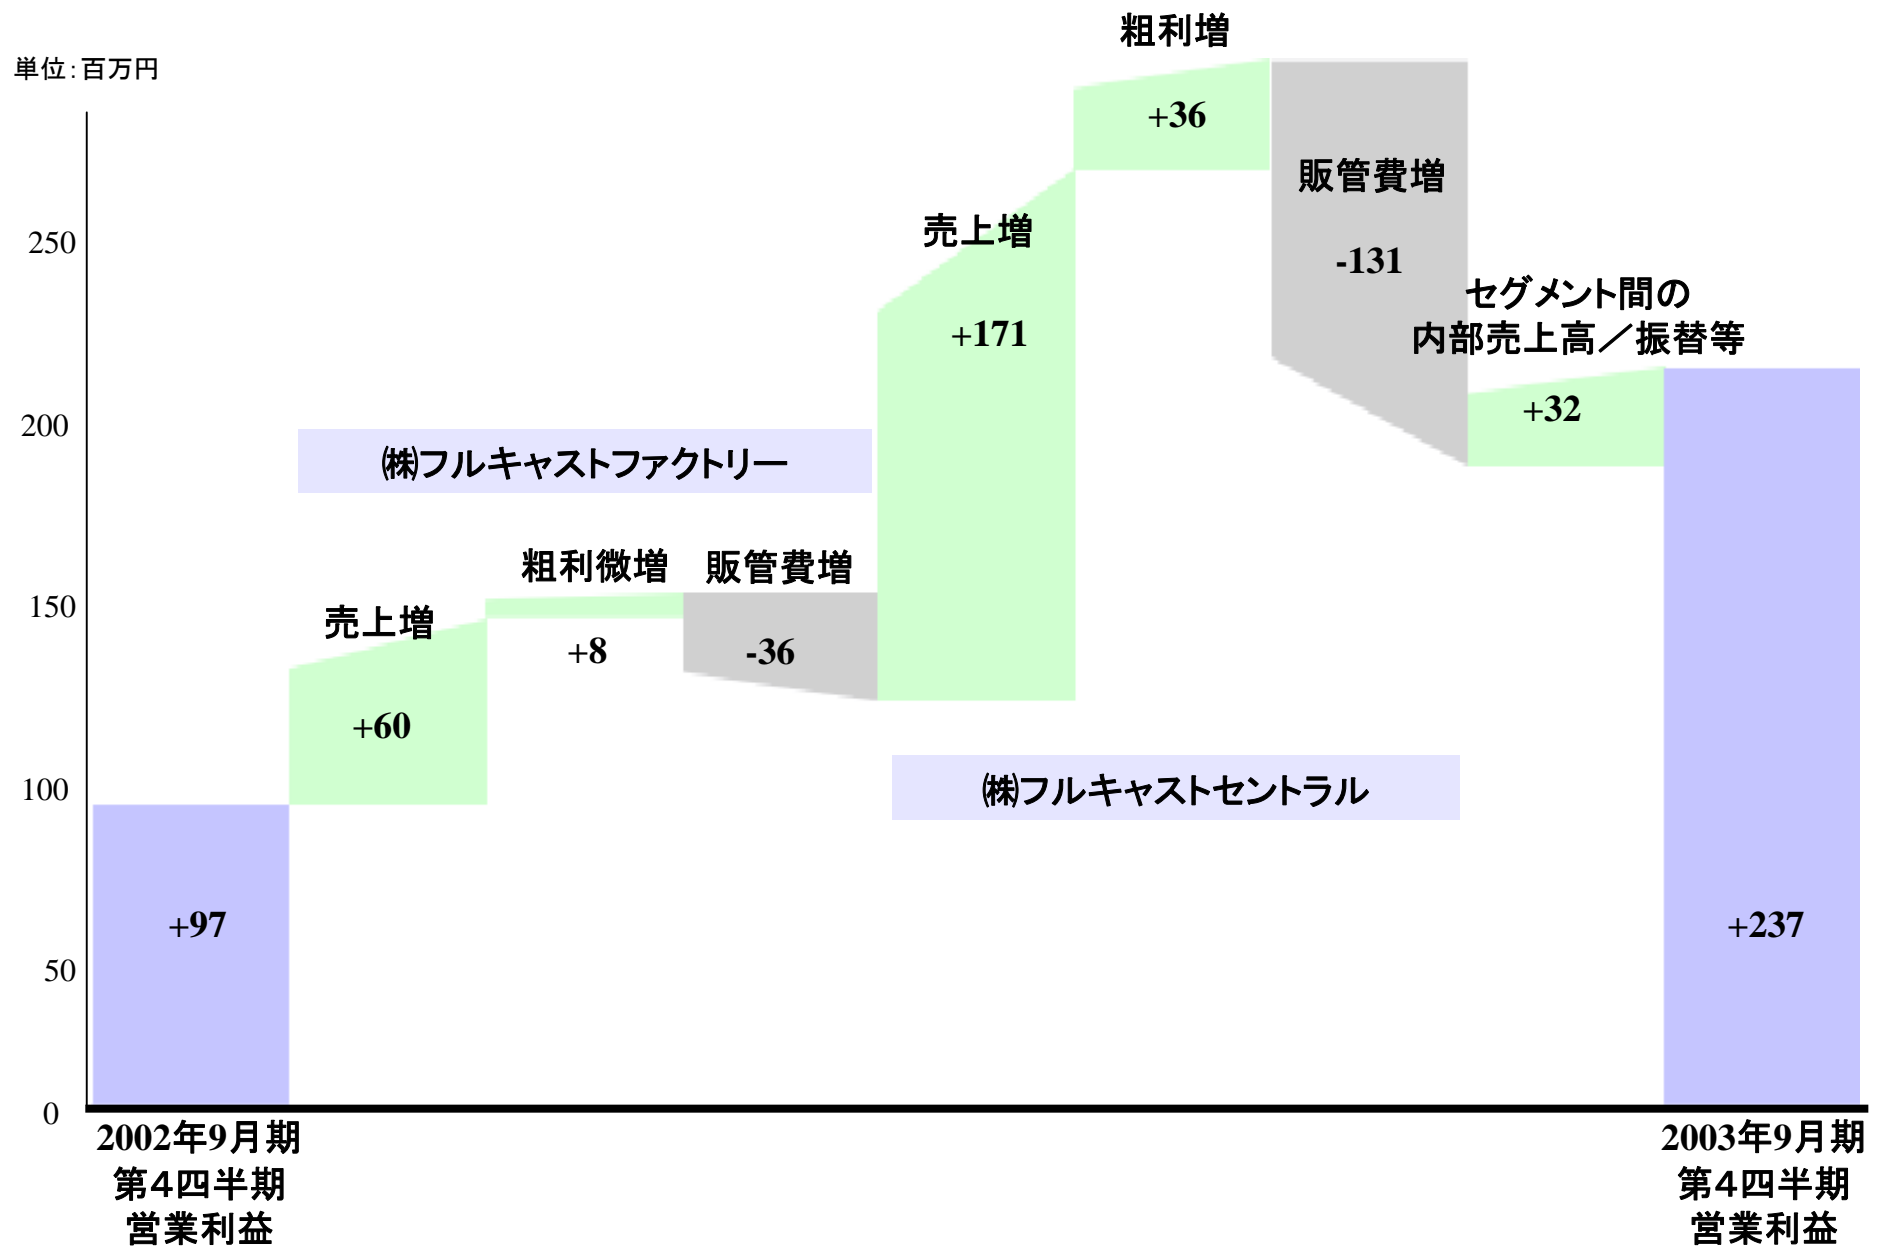 粗利増
単位：百万円
+36
販管費増
売上増
250
-131
セグメント間の
内部売上高／振替等
+171
+32
200
㈱フルキャストファクトリー
粗利微増
販管費増
150
売上増
+8
-36
+60
100
㈱フルキャストセントラル
+97
+237
50
0
2002年9月期
第４四半期
営業利益
2003年9月期
第４四半期
営業利益